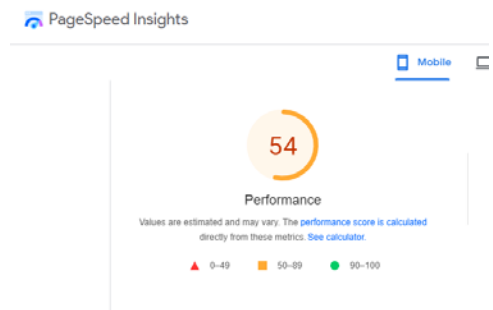 PageSpeed Insights
Mobile
54
Performance
Values are estimated and may vary. The performance score is calculated
directly from these metrics. See calculator.
0–49 50–89 90–100